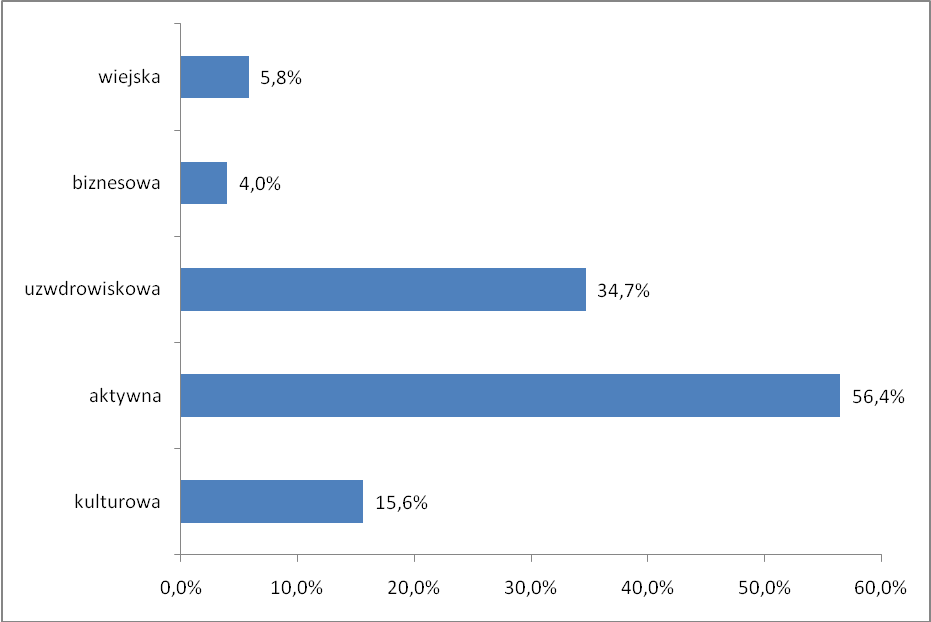 wiejska 5,8%
biznesowa 4,0%
uzwdrowiskowa 34,7%
aktywna 56,4%
kulturowa 15,6%
0,0% 10,0% 20,0% 30,0% 40,0% 50,0% 60,0%